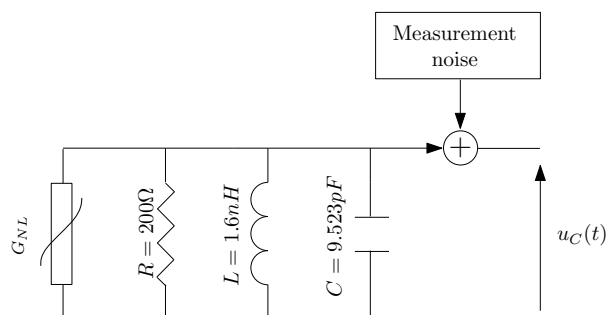 Measurement
noise
+
G_{NL}
R = 200Ω
L = 1.6nH
C = 9.523pF
u_C(t)